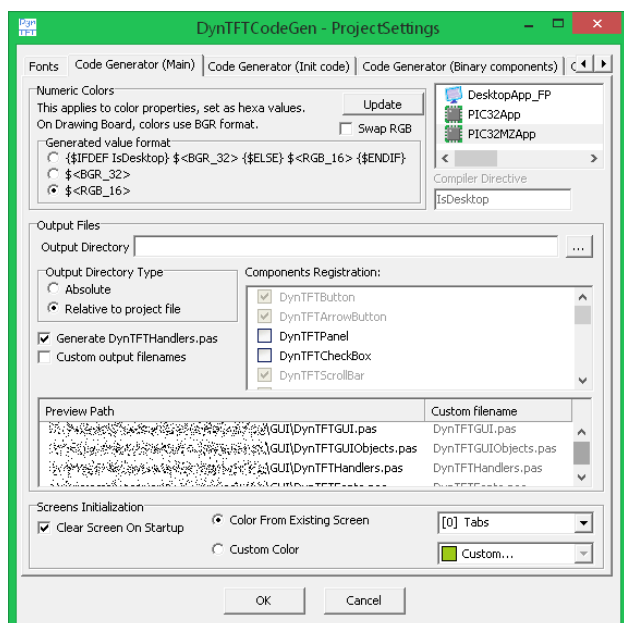 DynTFTCodeGen - ProjectSettings
Fonts
Code Generator (Main)
Code Generator (Init code)
Code Generator (Binary components)
Numeric Colors
This applies to color properties, set as hexa values.
On Drawing Board, colors use BGR format.
Update
Swap RGB
Generated value format
{$IFDEF IsDesktop} $<BGR_32> {$ELSE} $<RGB_16> {$ENDIF}
$<BGR_32>
$<RGB_16>
DesktopApp_FP
PIC32App
PIC32MZApp
Compiler Directive
IsDesktop
Output Files
Output Directory
...
Output Directory Type
Absolute
Relative to project file
Generate DynTFTHandlers.pas
Custom output filenames
Components Registration:
DynTFTButton
DynTFTArrowButton
DynTFTPanel
DynTFTCheckBox
DynTFTScrollBar
Preview Path
Custom filename
\GUI\DynTFTGUI.pas
DynTFTGUI.pas
\GUI\DynTFTGUIObjects.pas
DynTFTGUIObjects.pas
\GUI\DynTFTHandlers.pas
DynTFTHandlers.pas
Screens Initialization
Clear Screen On Startup
Color From Existing Screen
[0] Tabs
Custom Color
Custom...
OK
Cancel